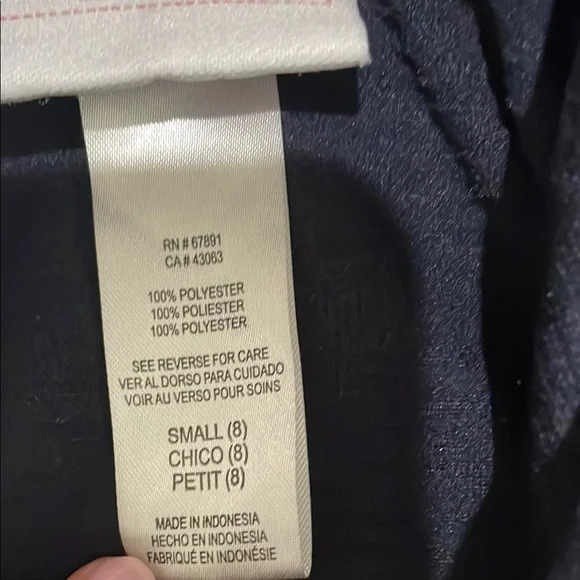 RN # 67891
CA # 43063
100% POLYESTER
100% POLIESTER
100% POLYESTER
SEE REVERSE FOR CARE
VER AL DORSO PARA CUIDADO
VOIR AU VERSO POUR SOINS
SMALL (8)
CHICO (8)
PETIT (8)
MADE IN INDONESIA
HECHO EN INDONESIA
FABRIQUÉ EN INDONÉSIE